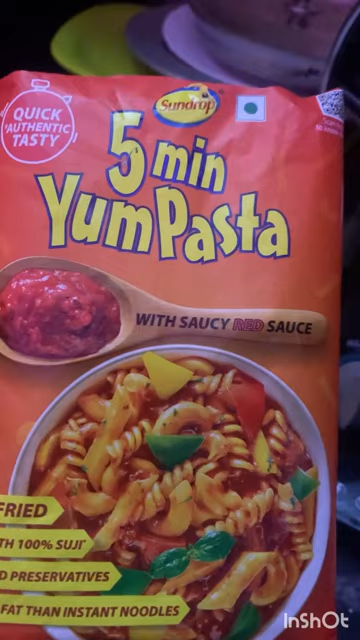 Sundrop
QUICK
'AUTHENTIC'
TASTY
5 min
YumPasta
WITH SAUCY RED SAUCE
FRIED
TH 100% SUJI*
D PRESERVATIVES
FAT THAN INSTANT NOODLES
InShOt